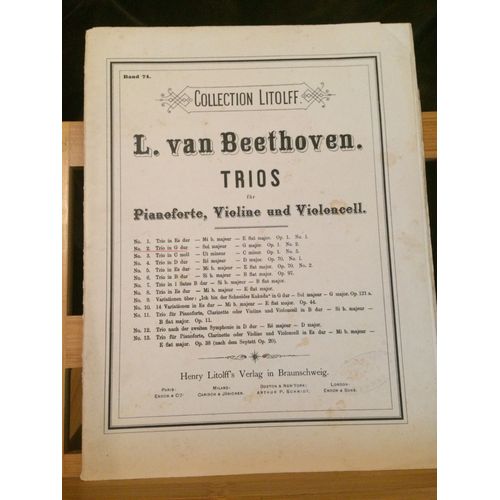 Band 74.
COLLECTION LITOLFF.
L. van Beethoven.
TRIOS
für
Pianoforte, Violine und Violoncell.
No. 1. Trio in Es dur — Mi b. majeur — E flat major. Op. 1. No. 1.
No. 2. Trio in G dur — Sol majeur — G major. Op. 1. No. 2.
No. 3. Trio in C moll — Ut mineur — C minor. Op. 1. No. 3.
No. 4. Trio in D dur — Ré majeur — D major. Op. 70. No. 1.
No. 5. Trio in Es dur — Mi b. majeur — E flat major. Op. 70. No. 2.
No. 6. Trio in B dur — Si b. majeur — B flat major. Op. 97.
No. 7. Trio in 1 Satze B dur — Si b. majeur — B flat major.
No. 8. Trio in Es dur — Mi b. majeur — E flat major.
No. 9. Variationen über: „Ich bin der Schneider Kakadu“ in G dur — Sol majeur — G major. Op. 121 a.
No. 10. 14 Variationen in Es dur — Mi b. majeur — E flat major. Op. 44.
No. 11. Trio für Pianoforte, Clarinette oder Violine und Violoncell in B dur — Si b. majeur —
B flat major. Op. 11.
No. 12. Trio nach der zweiten Symphonie in D dur — Ré majeur — D major.
No. 13. Trio für Pianoforte, Clarinette oder Violine und Violoncell in Es dur — Mi b. majeur —
E flat major. Op. 38 (nach dem Septett Op. 20).
Henry Litolff's Verlag in Braunschweig.
PARIS: MILANO: BOSTON & NEW YORK: LONDON:
ENOCH & Cie CARISCH & JÄNICHEN. ARTHUR P. SCHMIDT. ENOCH & SONS.